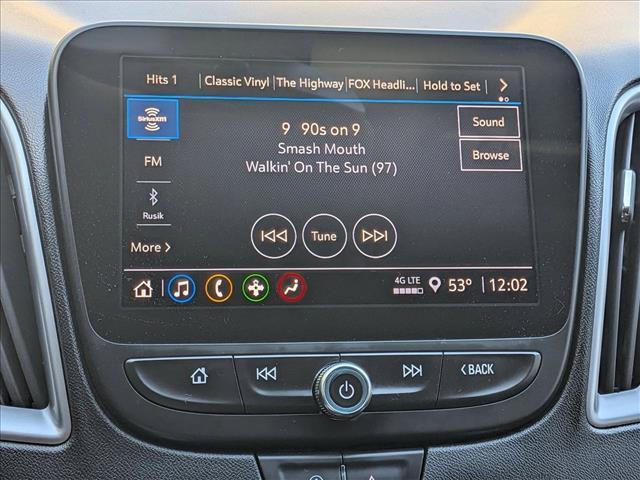 Hits 1 Classic Vinyl The Highway FOX Headli... Hold to Set
SiriusXM
9 90s on 9
Sound
Smash Mouth
FM
Walkin' On The Sun (97)
Browse
Rusik
More
Tune
4G LTE
53° 12:02
BACK